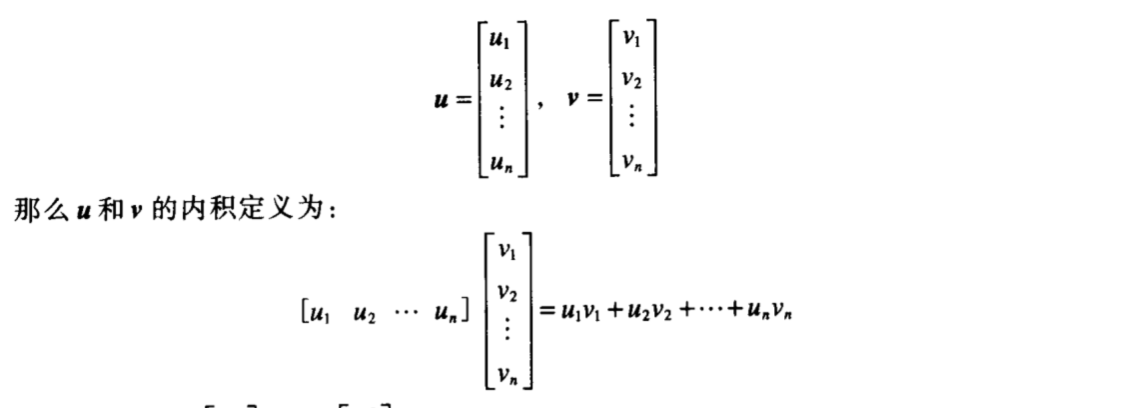 u = [u₁ u₂ ⋮ uₙ], v = [v₁ v₂ ⋮ vₙ]
那么 u 和 v 的内积定义为：
[u₁ u₂ ⋯ uₙ] [v₁ v₂ ⋮ vₙ] = u₁v₁ + u₂v₂ + ⋯ + uₙvₙ